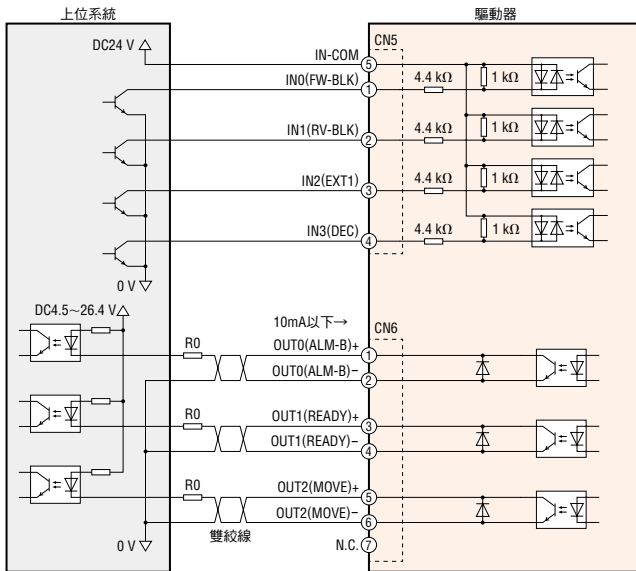 上位系統
驅動器
DC24 V
IN-COM
CN5
5
IN0(FW-BLK)
1
4.4 kΩ
1 kΩ
IN1(RV-BLK)
2
4.4 kΩ
1 kΩ
IN2(EXT1)
3
4.4 kΩ
1 kΩ
IN3(DEC)
4
4.4 kΩ
1 kΩ
0 V
DC4.5~26.4 V
10mA以下→
CN6
R0
OUT0(ALM-B)+
1
OUT0(ALM-B)−
2
R0
OUT1(READY)+
3
OUT1(READY)−
4
R0
OUT2(MOVE)+
5
OUT2(MOVE)−
6
0 V
雙絞線
N.C.
7